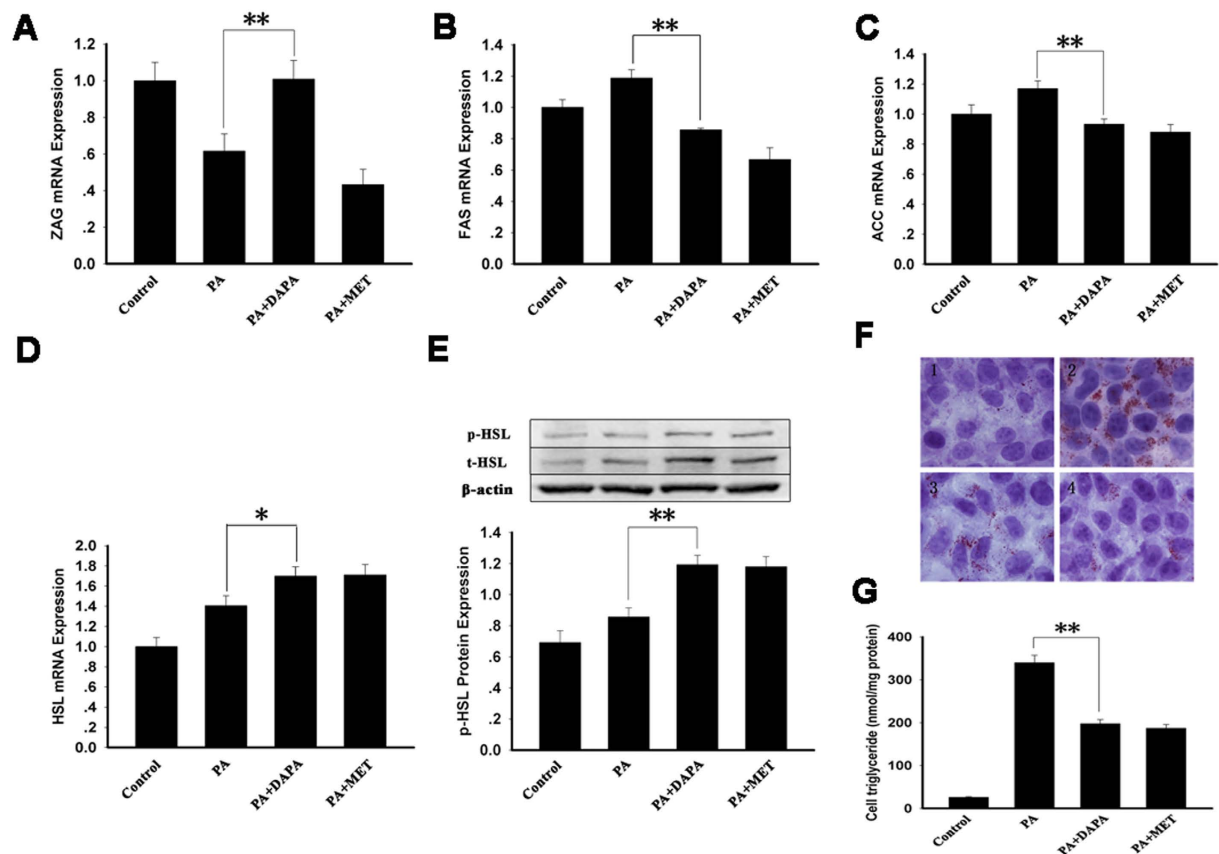 A
**
ZAG mRNA Expression
1.2
1.0
.8
.6
.4
.2
0.0
Control
PA
PA+DAPA
PA+MET
B
**
FAS mRNA Expression
1.4
1.2
1.0
.8
.6
.4
.2
0.0
Control
PA
PA+DAPA
PA+MET
C
**
ACC mRNA Expression
1.4
1.2
1.0
.8
.6
.4
.2
0.0
Control
PA
PA+DAPA
PA+MET
D
*
HSL mRNA Expression
2.0
1.8
1.6
1.4
1.2
1.0
.8
.6
.4
.2
0.0
Control
PA
PA+DAPA
PA+MET
E
p-HSL
t-HSL
β-actin
**
p-HSL Protein Expression
1.4
1.2
1.0
.8
.6
.4
.2
0.0
Control
PA
PA+DAPA
PA+MET
F
1
2
3
4
G
**
Cell triglyceride (nmol/mg protein)
400
300
200
100
0
Control
PA
PA+DAPA
PA+MET